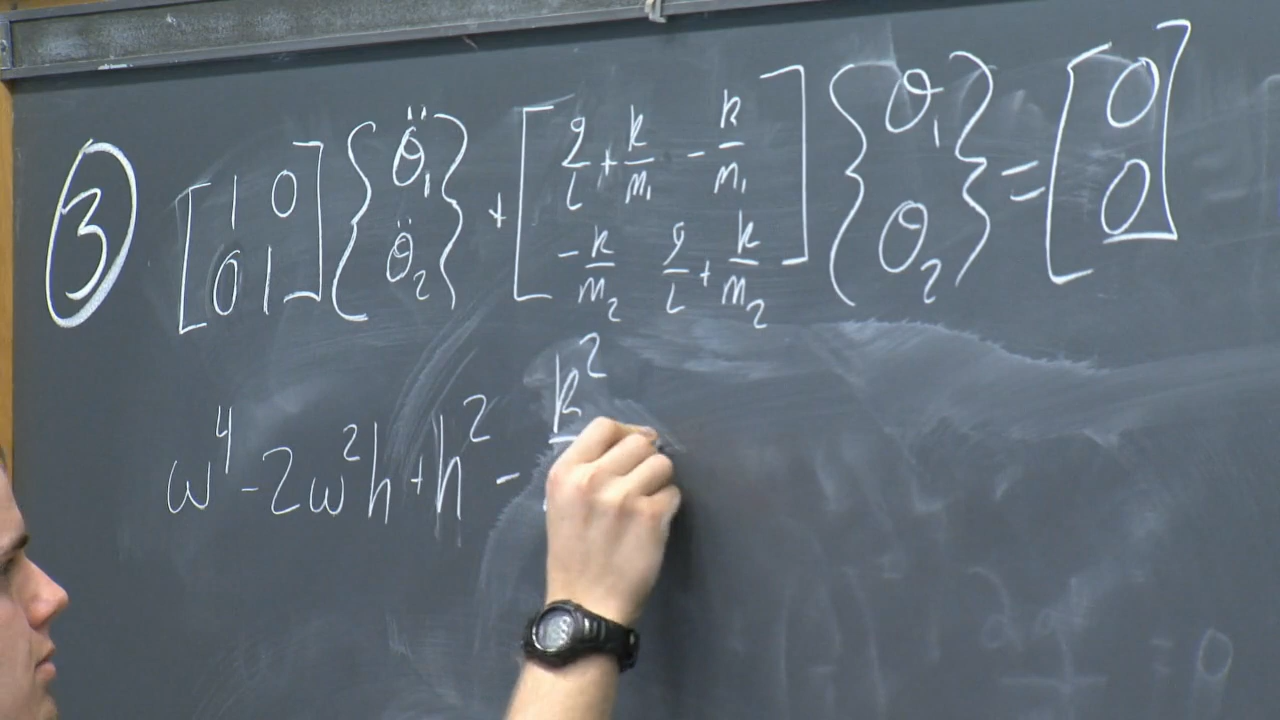 ③ [1 0; 0 1] {θ̈₁; θ̈₂} + [g/L + k/m₁ -k/m₁; -k/m₂ g/L + k/m₂] {θ₁; θ₂} = [0; 0]
ω⁴ - 2ω²h + h² - k²
= 0